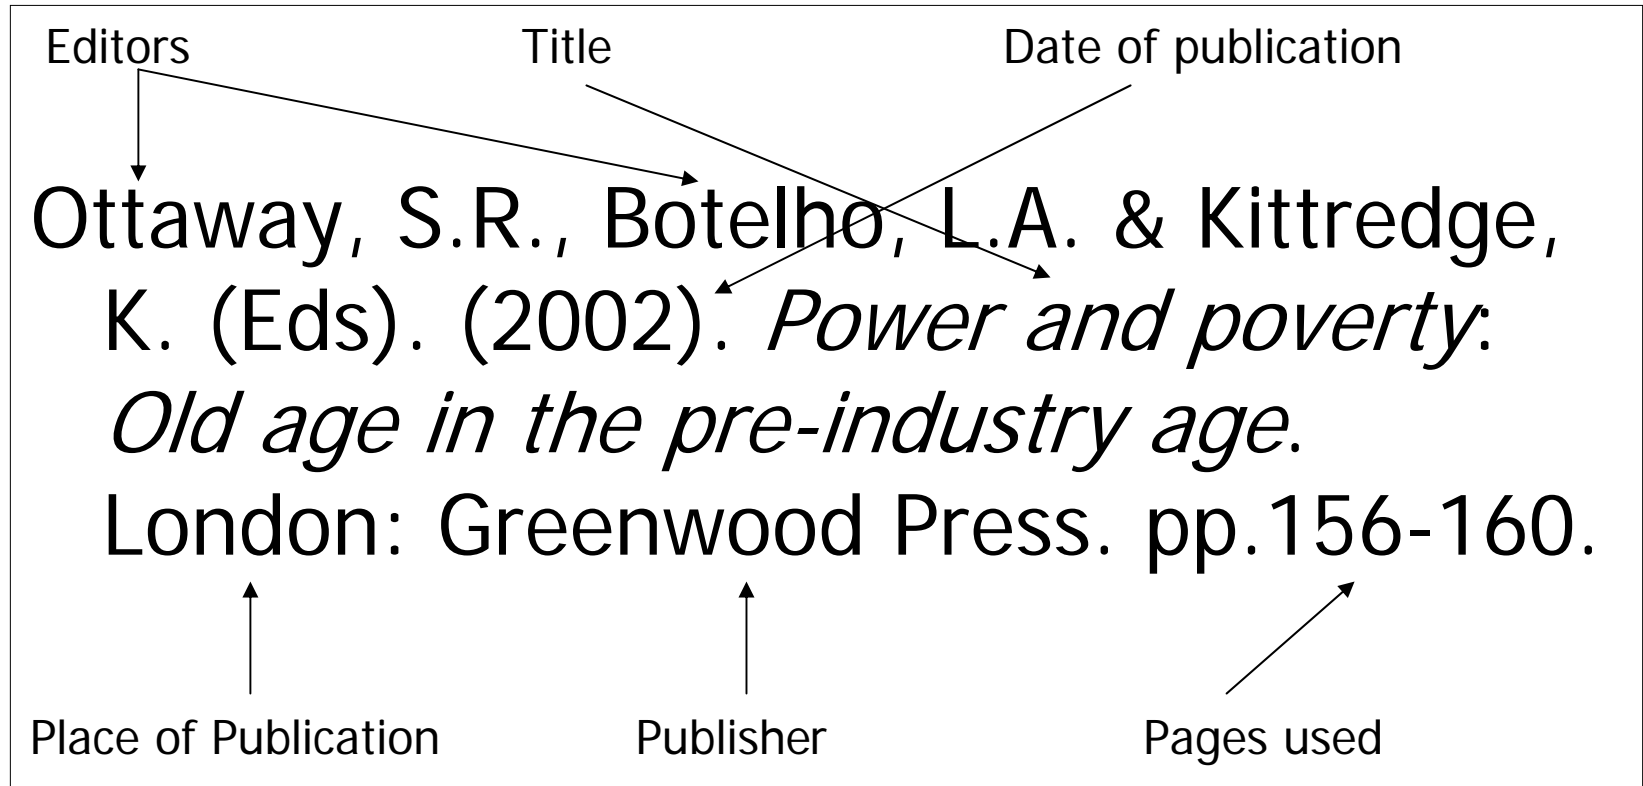 Editors Title Date of publication
Ottaway, S.R., Botelho, L.A. & Kittredge,
K. (Eds). (2002). Power and poverty:
Old age in the pre-industry age.
London: Greenwood Press. pp.156-160.
Place of Publication Publisher Pages used